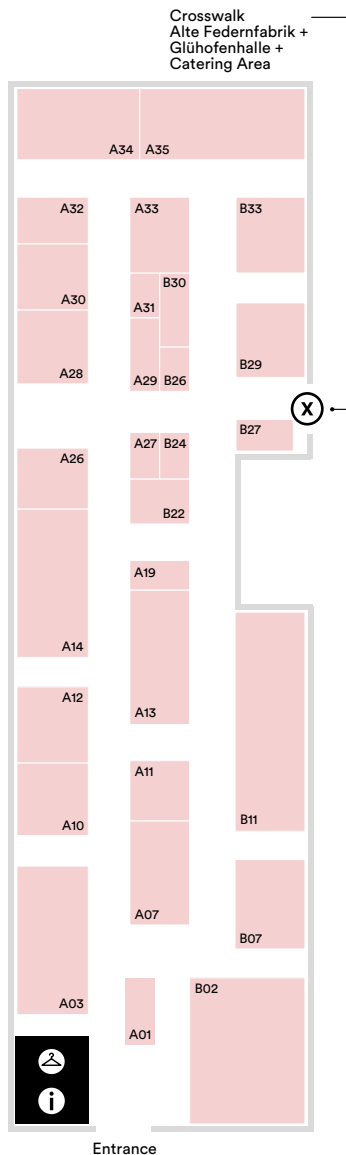 Crosswalk
Alte Federnfabrik +
Glühofenhalle +
Catering Area
A34 A35
A32 A33 B33
B30
A30 A31
A28 A29 B26 B29
X
B27
A26 A27 B24
B22
A19
A14
A12 A13
A11
A10 B11
A07
B07
B02
A03
A01
i
Entrance